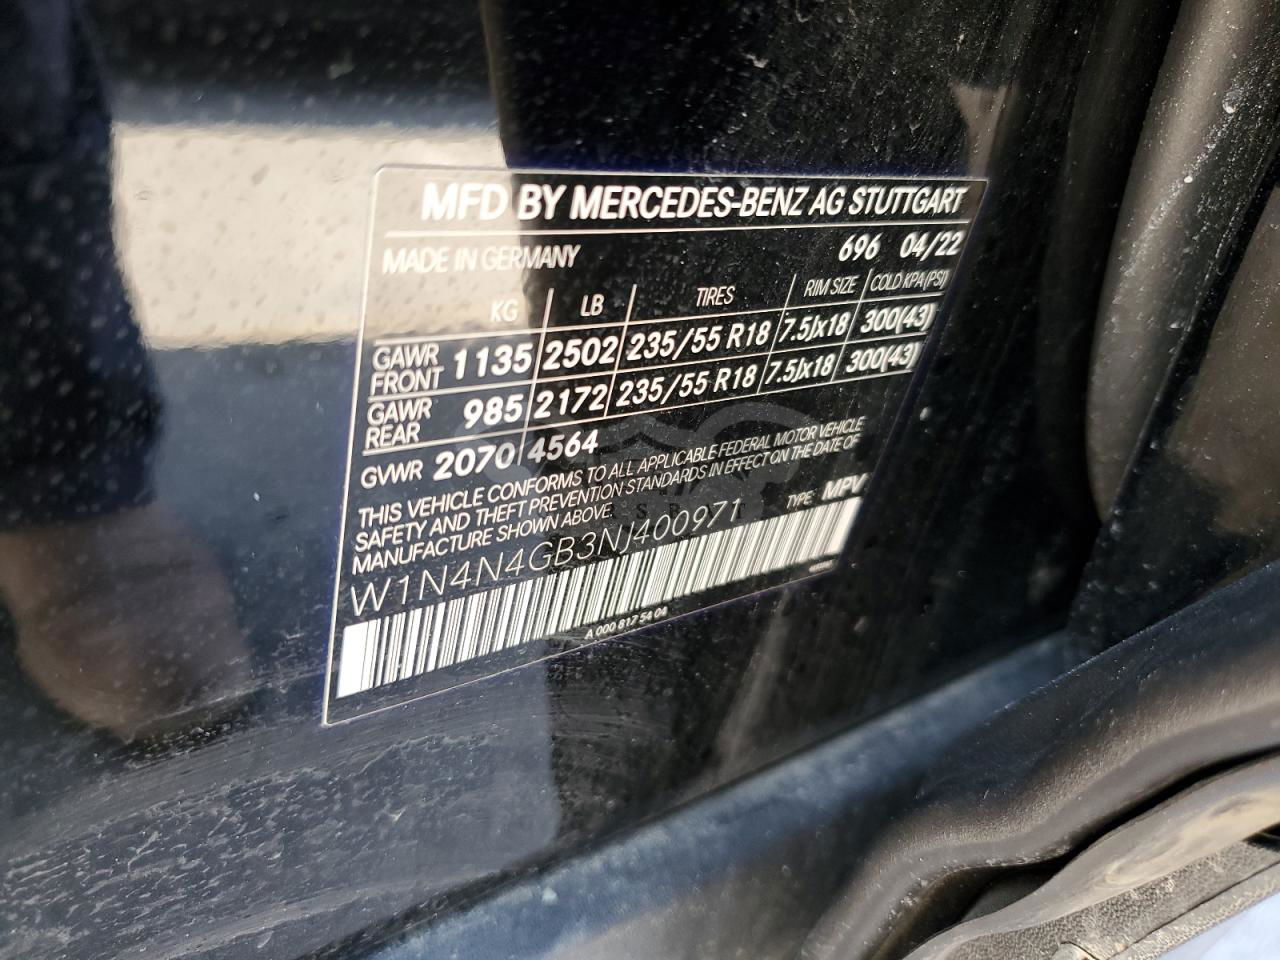 MFD BY MERCEDES-BENZ AG STUTTGART
MADE IN GERMANY 696 04/22
KG LB TIRES RIM SIZE COLD KPA(PSI)
GAWR FRONT 1135 2502 235/55 R18 7.5Jx18 300(43)
GAWR REAR 985 2172 235/55 R18 7.5Jx18 300(43)
GVWR 2070 4564
THIS VEHICLE CONFORMS TO ALL APPLICABLE FEDERAL MOTOR VEHICLE
SAFETY AND THEFT PREVENTION STANDARDS IN EFFECT ON THE DATE OF
MANUFACTURE SHOWN ABOVE.
W1N4N4GB3NJ400971 TYPE: MPV
A 000 817 54 04